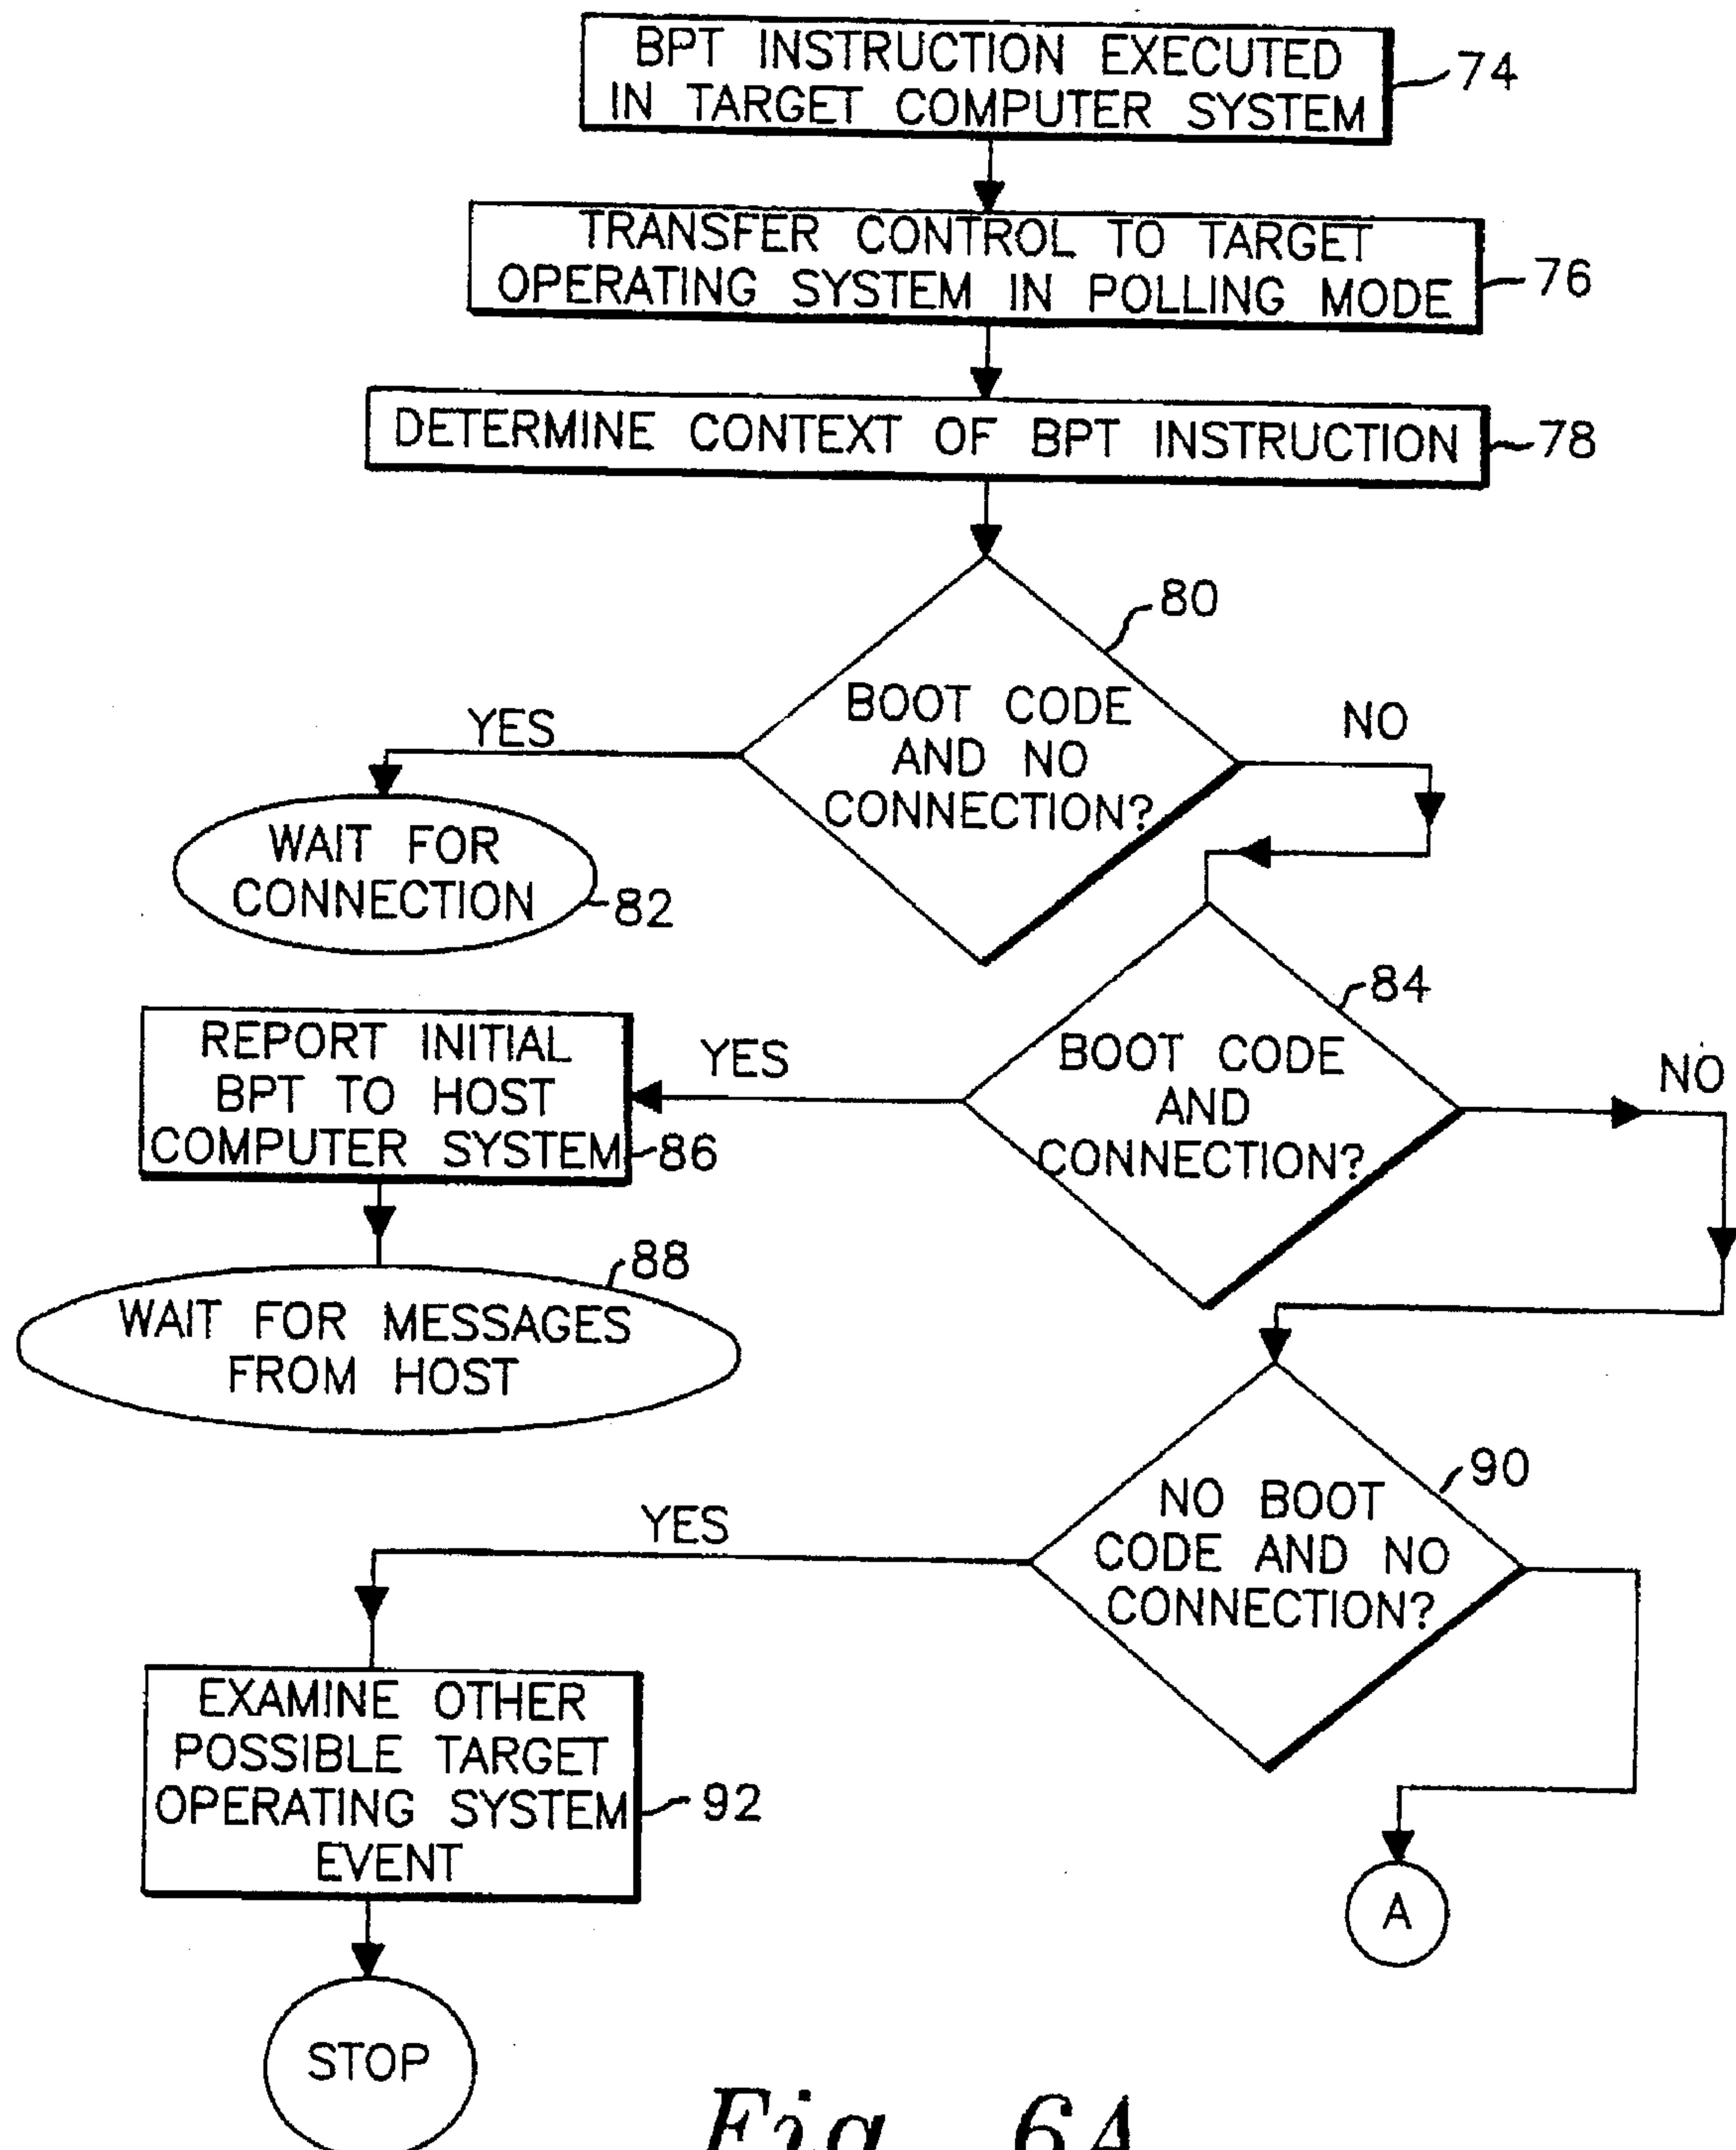 BPT INSTRUCTION EXECUTED
IN TARGET COMPUTER SYSTEM
74
TRANSFER CONTROL TO TARGET
OPERATING SYSTEM IN POLLING MODE
76
DETERMINE CONTEXT OF BPT INSTRUCTION
78
80
BOOT CODE
AND NO
CONNECTION?
YES
NO
WAIT FOR
CONNECTION
82
84
BOOT CODE
AND
CONNECTION?
YES
NO
REPORT INITIAL
BPT TO HOST
COMPUTER SYSTEM
86
88
WAIT FOR MESSAGES
FROM HOST
90
NO BOOT
CODE AND NO
CONNECTION?
YES
EXAMINE OTHER
POSSIBLE TARGET
OPERATING SYSTEM
EVENT
92
A
STOP
Fig. 6A